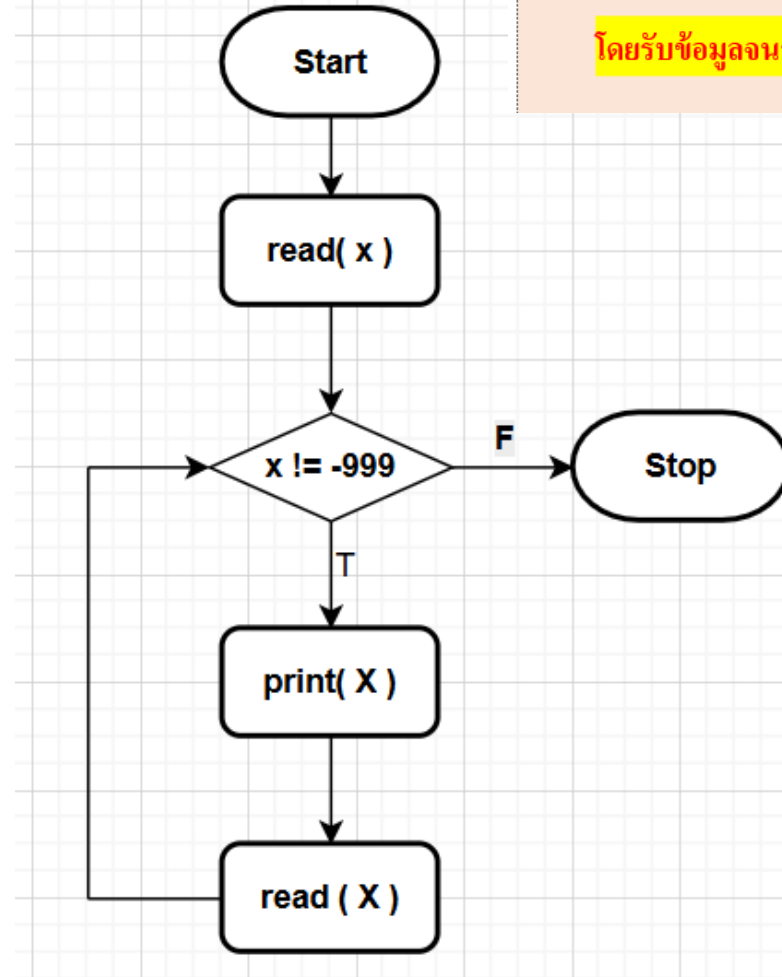 โดยรับข้อมูลจน
Start
read( x )
x != -999
F
Stop
T
print( X )
read ( X )